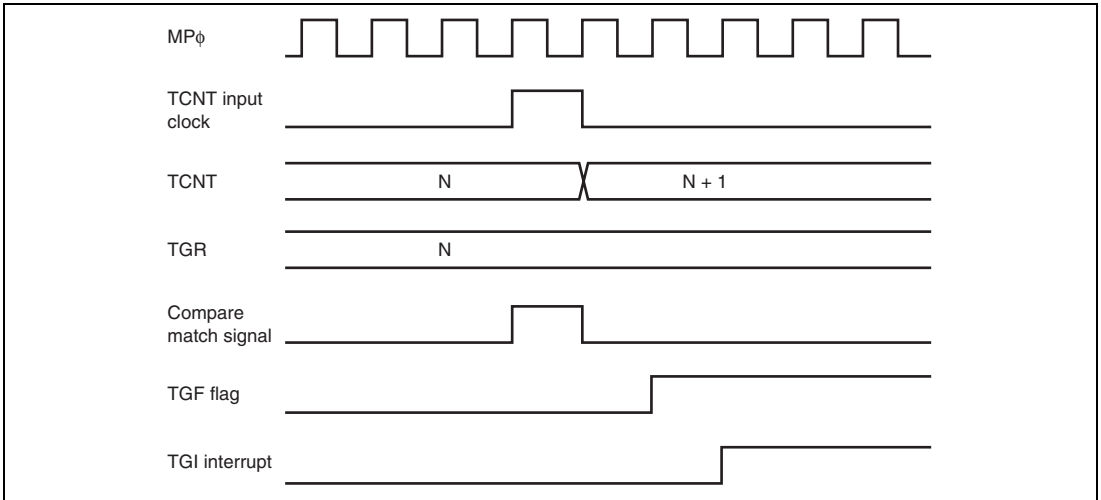 MPϕ
TCNT input
clock
TCNT
N
N + 1
TGR
N
Compare
match signal
TGF flag
TGI interrupt